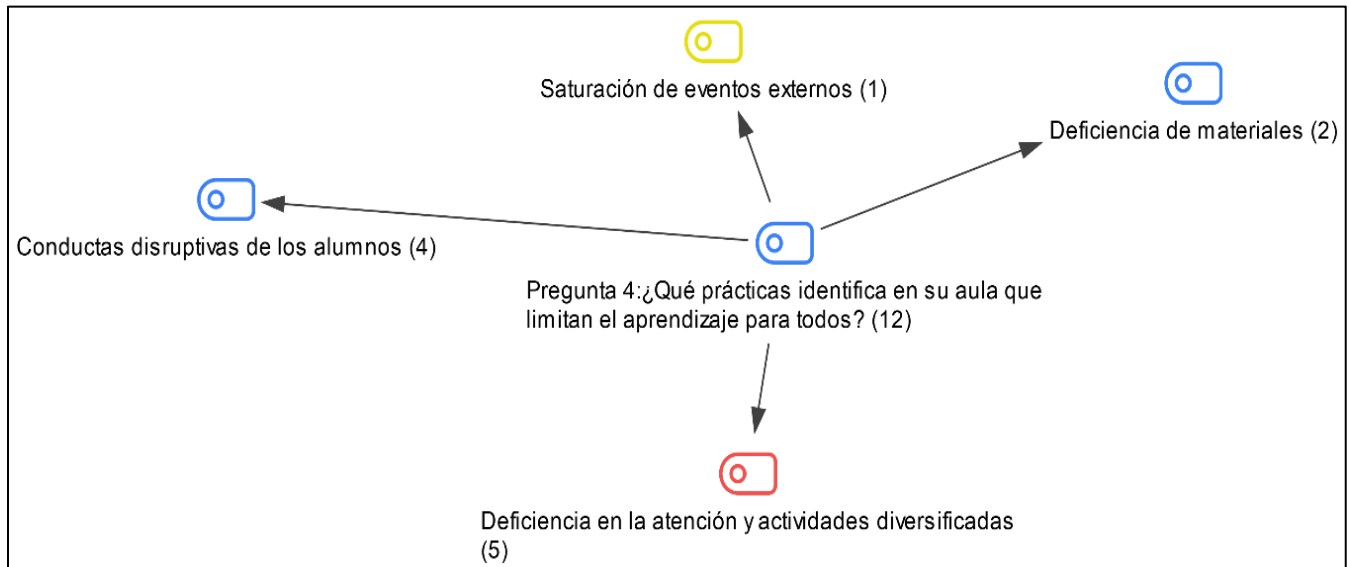 Saturación de eventos externos (1)
Deficiencia de materiales (2)
Conductas disruptivas de los alumnos (4)
Pregunta 4:¿Qué prácticas identifica en su aula que
limitan el aprendizaje para todos? (12)
Deficiencia en la atención y actividades diversificadas
(5)